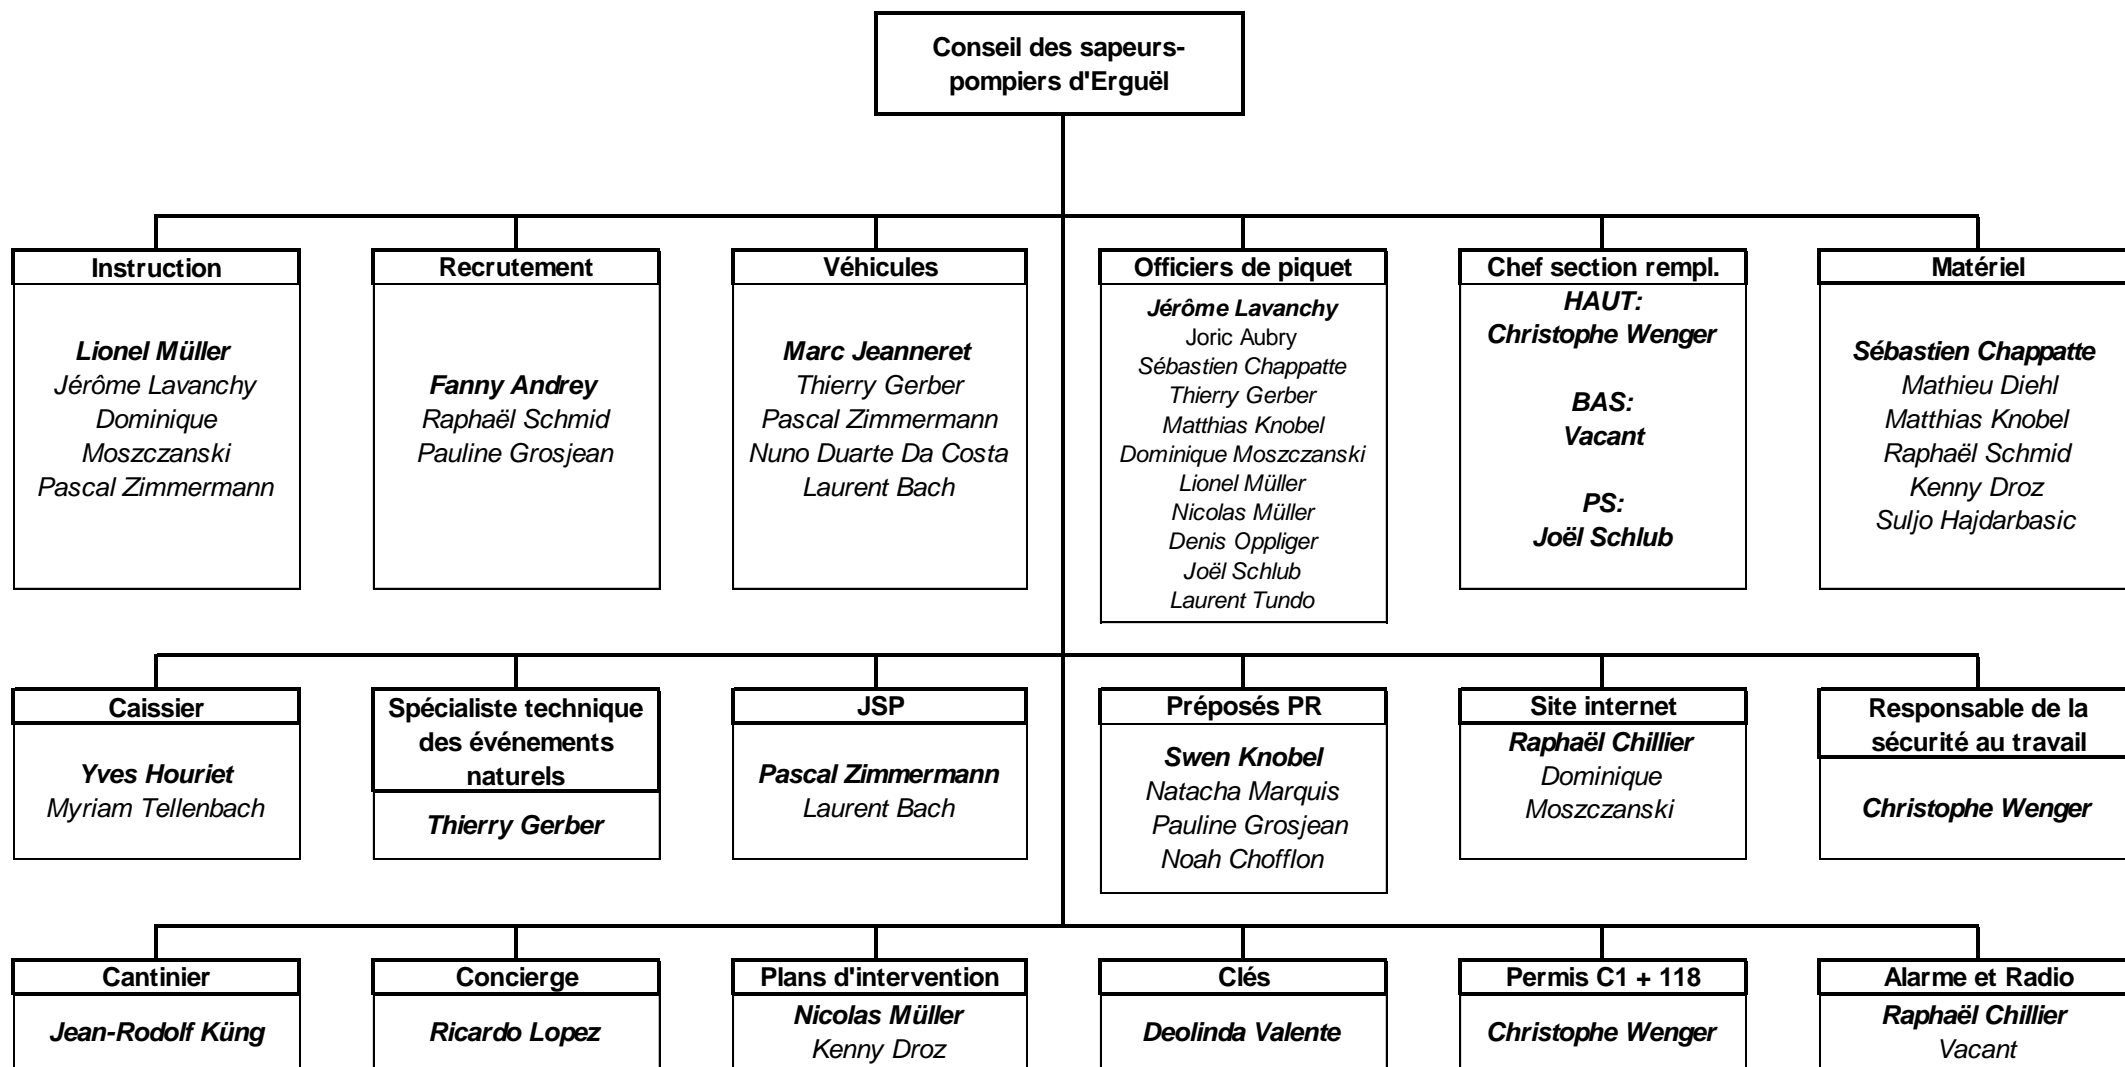 Conseil des sapeurs-
pompiers d'Erguël
Instruction
Lionel Müller
Jérôme Lavanchy
Dominique
Moszczanski
Pascal Zimmermann
Recrutement
Fanny Andrey
Raphaël Schmid
Pauline Grosjean
Véhicules
Marc Jeanneret
Thierry Gerber
Pascal Zimmermann
Nuno Duarte Da Costa
Laurent Bach
Officiers de piquet
Jérôme Lavanchy
Joric Aubry
Sébastien Chappatte
Thierry Gerber
Matthias Knobel
Dominique Moszczanski
Lionel Müller
Nicolas Müller
Denis Oppliger
Joël Schlub
Laurent Tundo
Chef section rempl.
HAUT:
Christophe Wenger
BAS:
Vacant
PS:
Joël Schlub
Matériel
Sébastien Chappatte
Mathieu Diehl
Matthias Knobel
Raphaël Schmid
Kenny Droz
Suljo Hajdarbasic
Caissier
Yves Houriet
Myriam Tellenbach
Spécialiste technique
des événements
naturels
Thierry Gerber
JSP
Pascal Zimmermann
Laurent Bach
Préposés PR
Swen Knobel
Natacha Marquis
Pauline Grosjean
Noah Chofflon
Site internet
Raphaël Chillier
Dominique
Moszczanski
Responsable de la
sécurité au travail
Christophe Wenger
Cantinier
Jean-Rodolf Küng
Concierge
Ricardo Lopez
Plans d'intervention
Nicolas Müller
Kenny Droz
Clés
Deolinda Valente
Permis C1 + 118
Christophe Wenger
Alarme et Radio
Raphaël Chillier
Vacant